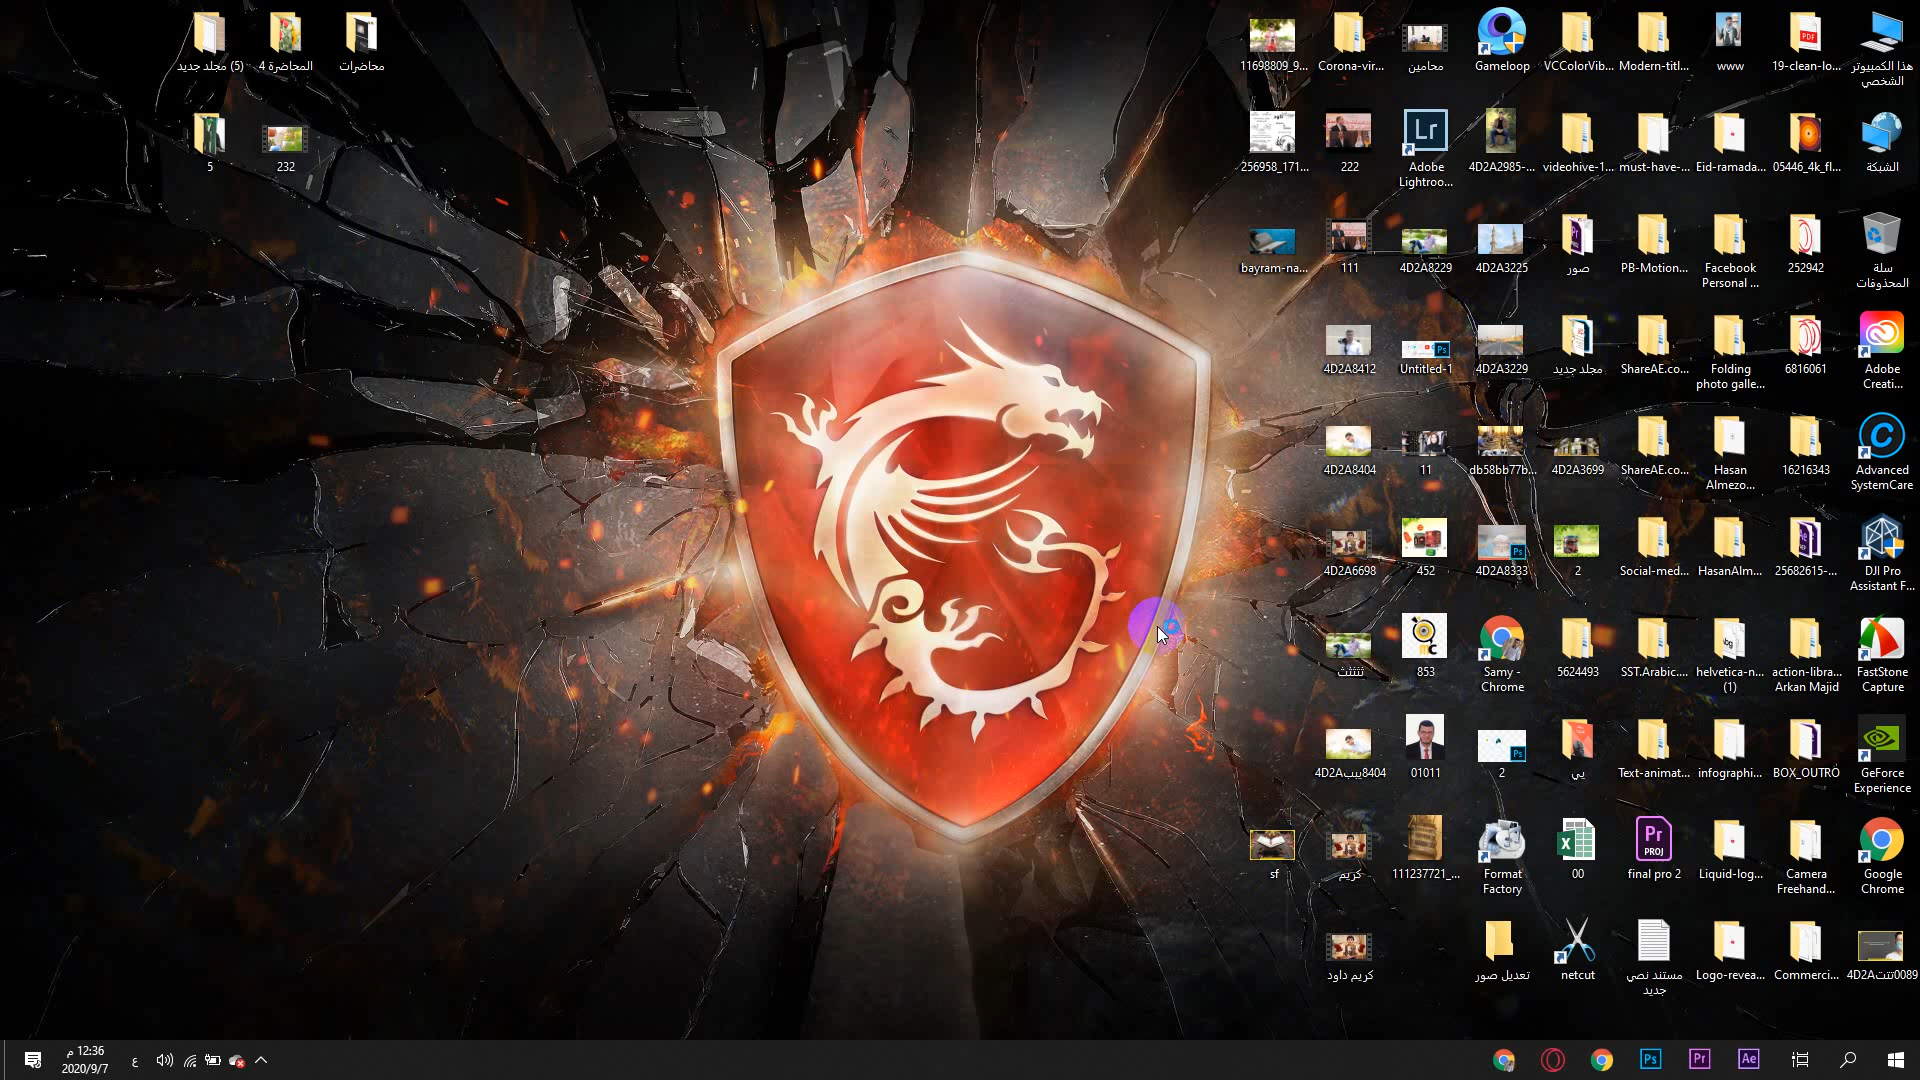 هذا الكمبيوتر الشخصي
19-clean-lo...
www
Modern-titl...
VCColorVib...
Gameloop
محامين
Corona-vir...
11698809_9...
محاضرات
المحاضرة 4
مجلد جديد (5)
الشبكة
05446_4k_fl...
Eid-ramada...
must-have-...
videohive-1...
4D2A2985-...
Adobe Lightroo...
222
256958_171...
232
5
سلة المحذوفات
252942
Facebook Personal ...
PB-Motion...
صور
4D2A3225
4D2A8229
111
bayram-na...
Adobe Creati...
6816061
Folding photo galle...
ShareAE.co...
مجلد جديد
4D2A3229
Untitled-1
4D2A8412
Advanced SystemCare
16216343
Hasan Almezo...
ShareAE.co...
4D2A3699
db58bb77b...
11
4D2A8404
DJI Pro Assistant F...
25682615-...
HasanAlm...
Social-med...
2
4D2A8333
452
4D2A6698
FastStone Capture
action-libra... Arkan Majid
helvetica-n... (1)
SST.Arabic....
5624493
Samy - Chrome
853
GeForce Experience
BOX_OUTRO
infographi...
Text-animat...
يي
2
01011
4D2Aبيب8404
Google Chrome
Camera Freehand...
Liquid-log...
final pro 2
00
Format Factory
111237721_...
كريم
sf
4D2Aتتت0089
Commerci...
Logo-revea...
مستند نصي جديد
netcut
تعديل صور
كريم داود
12:36 م
2020/9/7
ع